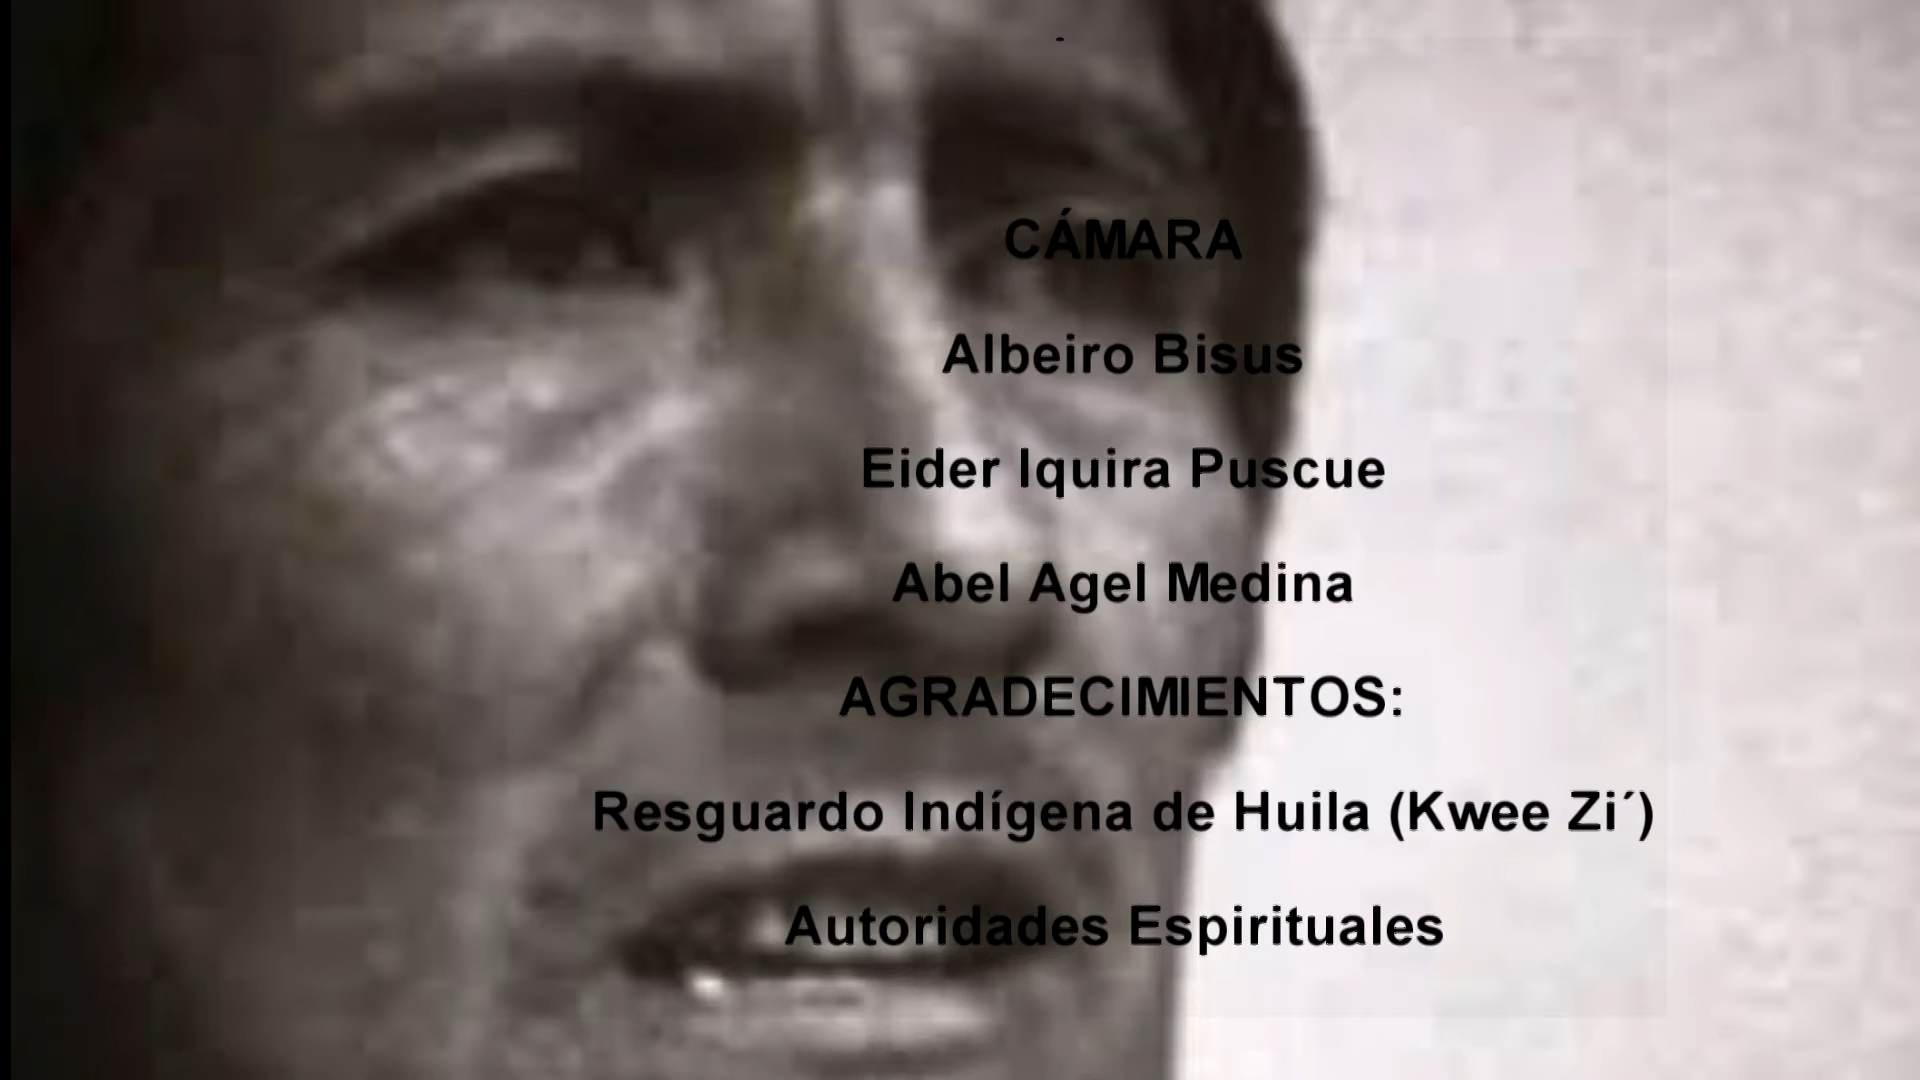 CÁMARA
Albeiro Bisus
Eider Iquira Puscue
Abel Agel Medina
AGRADECIMIENTOS:
Resguardo Indígena de Huila (Kwee Zi´)
Autoridades Espirituales